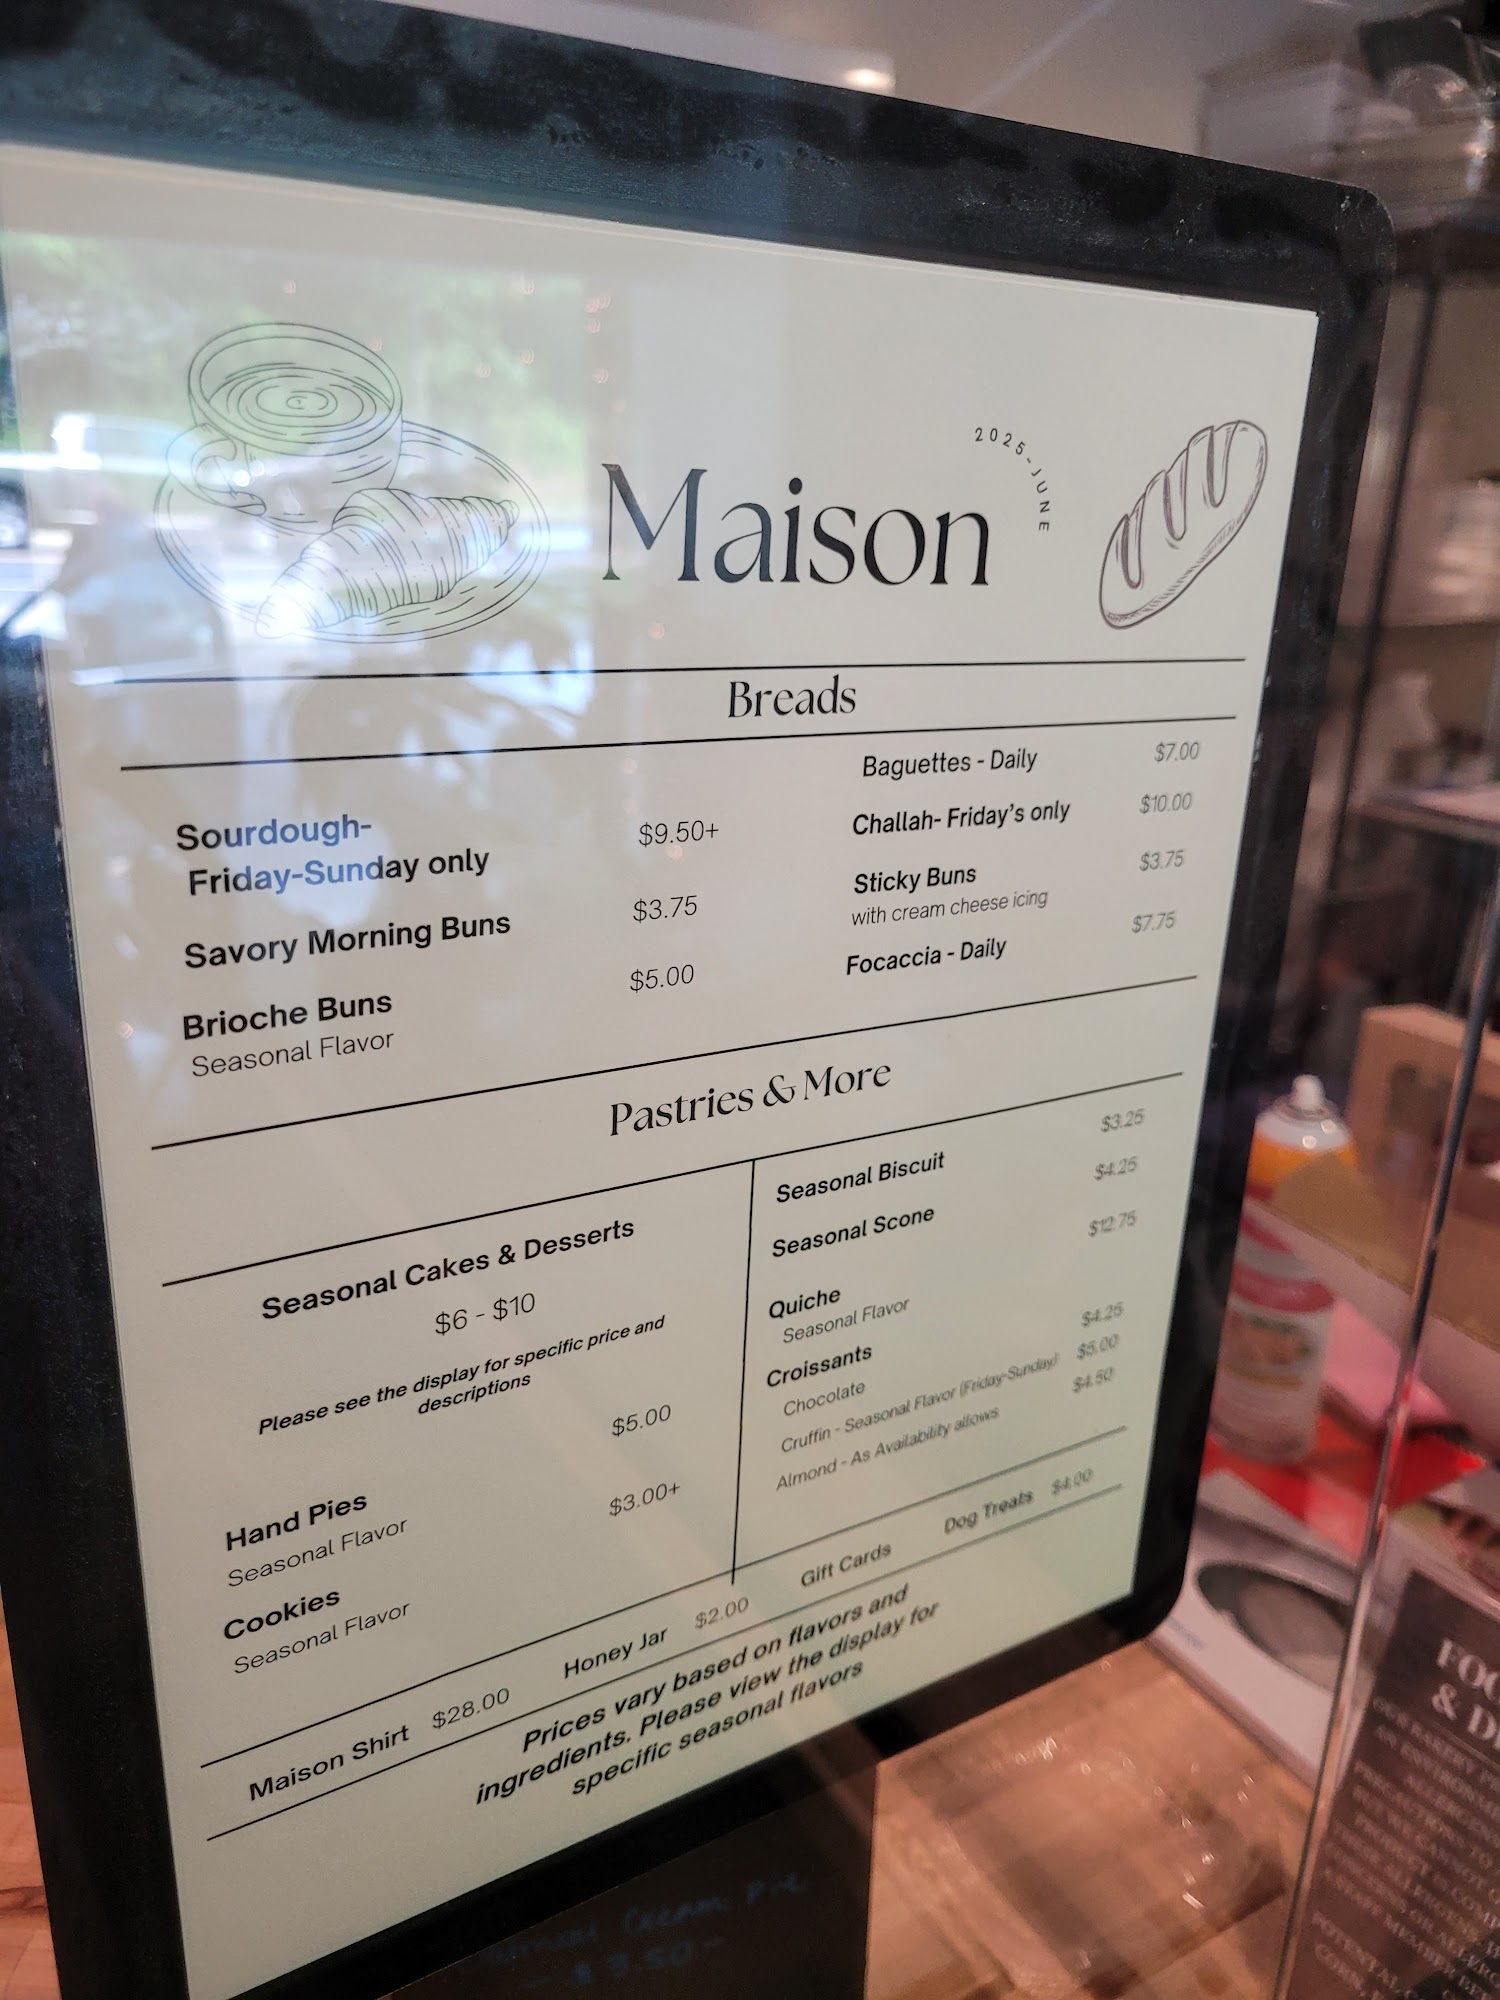 2025-JUNE
Maison
Breads
Sourdough- $9.50+
Friday-Sunday only
Savory Morning Buns $3.75
Brioche Buns $5.00
Seasonal Flavor
Baguettes - Daily $7.00
Challah- Friday's only $10.00
Sticky Buns $3.75
with cream cheese icing
Focaccia - Daily $7.75
Pastries & More
Seasonal Cakes & Desserts
$6 - $10
Please see the display for specific price and
descriptions
Hand Pies $5.00
Seasonal Flavor
Cookies $3.00+
Seasonal Flavor
Seasonal Biscuit $3.25
Seasonal Scone $4.25
Quiche $12.75
Seasonal Flavor
Croissants
Chocolate $4.25
Cruffin - Seasonal Flavor (Friday-Sunday) $5.00
Almond - As Availability allows $4.50
Maison Shirt $28.00 Honey Jar $2.00 Gift Cards Dog Treats $4.00
Prices vary based on flavors and
ingredients. Please view the display for
specific seasonal flavors